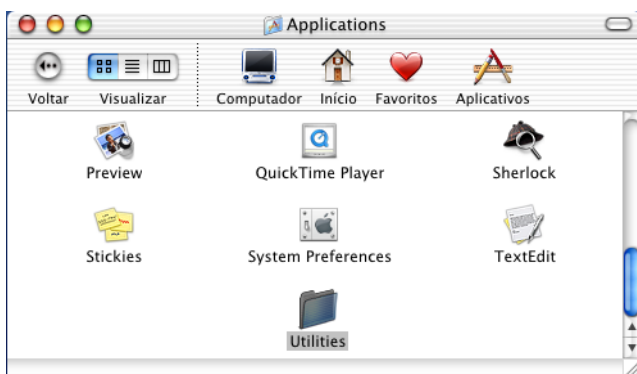 Applications
Voltar Visualizar Computador Início Favoritos Aplicativos
Preview QuickTime Player Sherlock
Stickies System Preferences TextEdit
Utilities